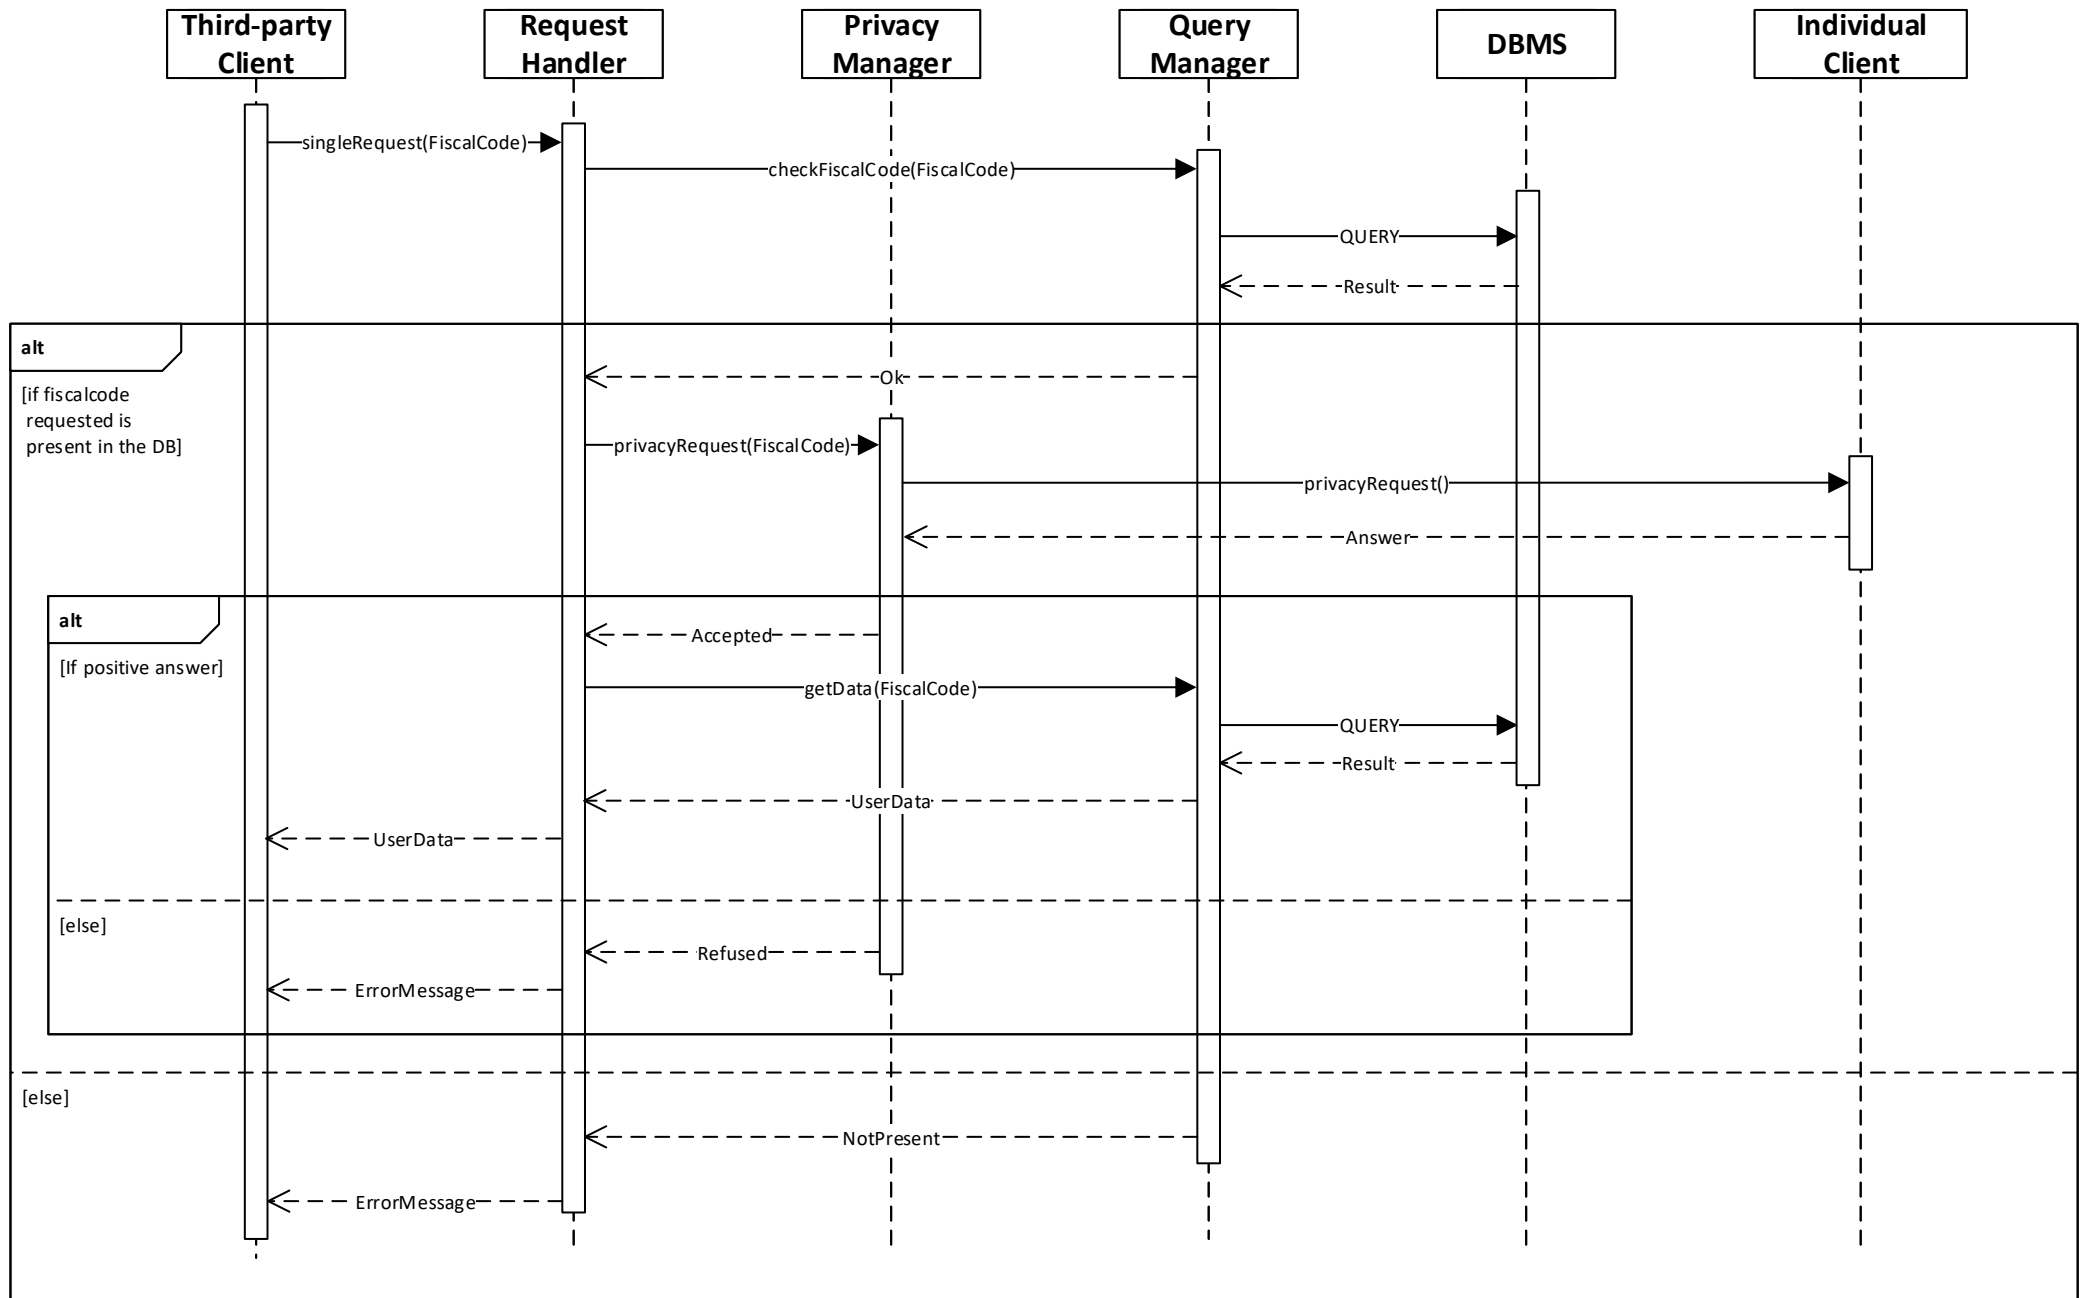 Third-party
Client
Request
Handler
Privacy
Manager
Query
Manager
DBMS
Individual
Client
singleRequest(FiscalCode)
checkFiscalCode(FiscalCode)
QUERY
Result
alt
Ok
[if fiscalcode
requested is
present in the DB]
privacyRequest(FiscalCode)
privacyRequest()
Answer
alt
Accepted
[If positive answer]
getData(FiscalCode)
QUERY
Result
UserData
UserData
[else]
Refused
ErrorMessage
[else]
NotPresent
ErrorMessage